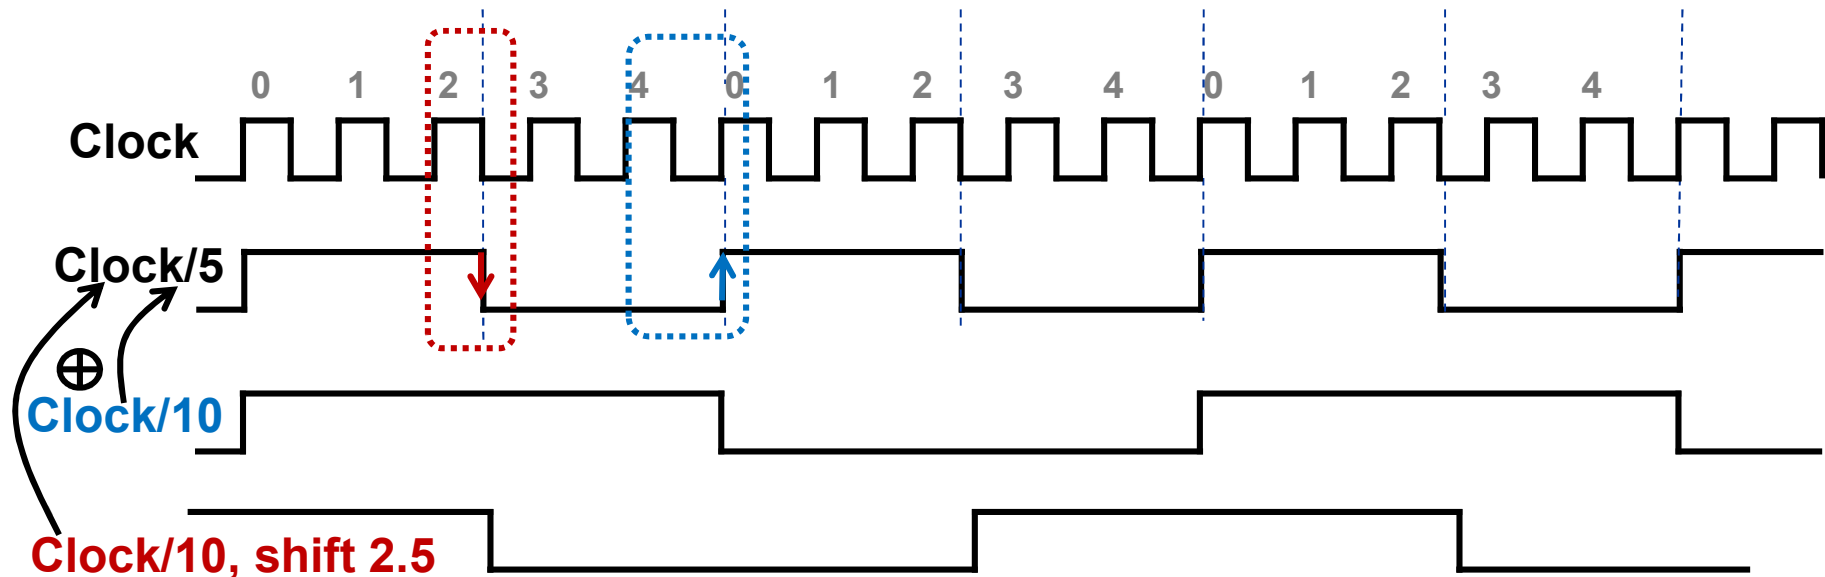 0 1 2 3 4 0 1 2 3 4 0 1 2 3 4
Clock
Clock/5
⊕
Clock/10
Clock/10, shift 2.5